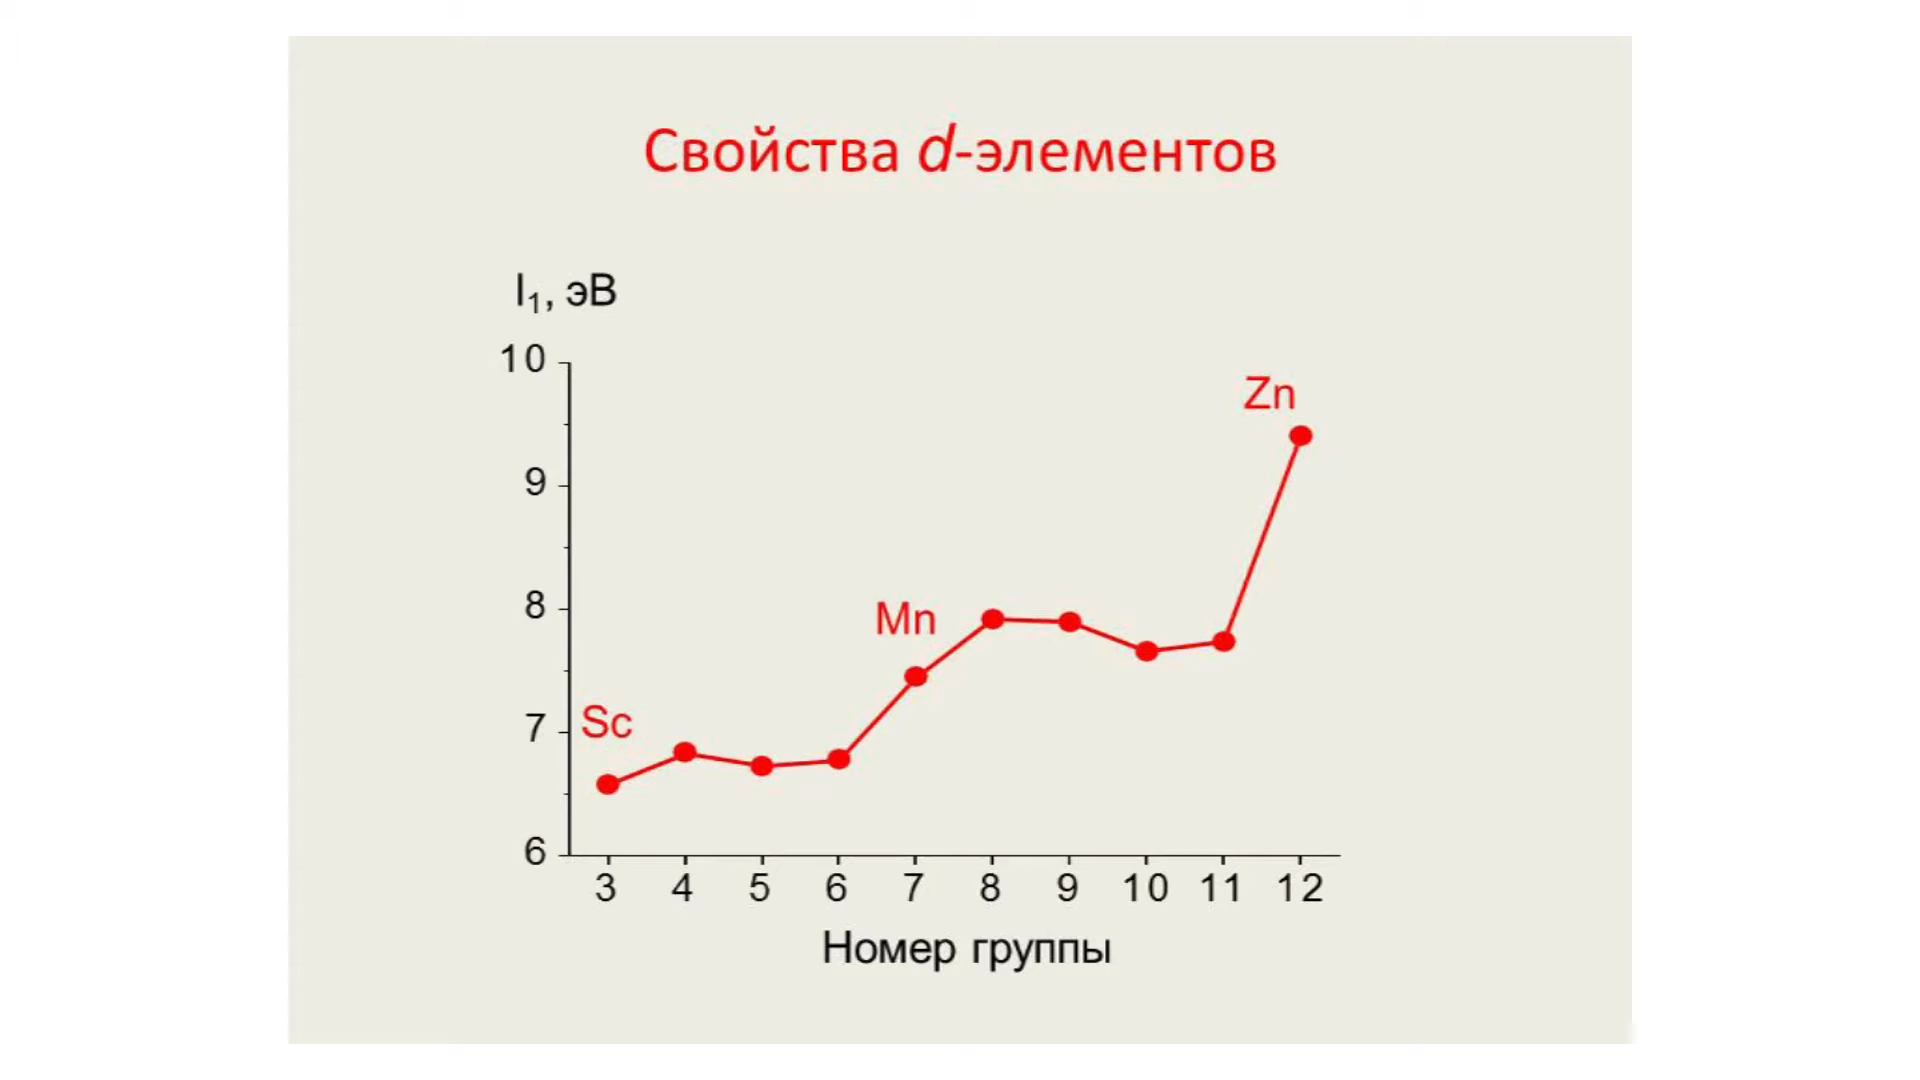 Свойства d-элементов
I₁, эВ
10
Zn
9
8
Mn
7
Sc
6
3 4 5 6 7 8 9 10 11 12
Номер группы